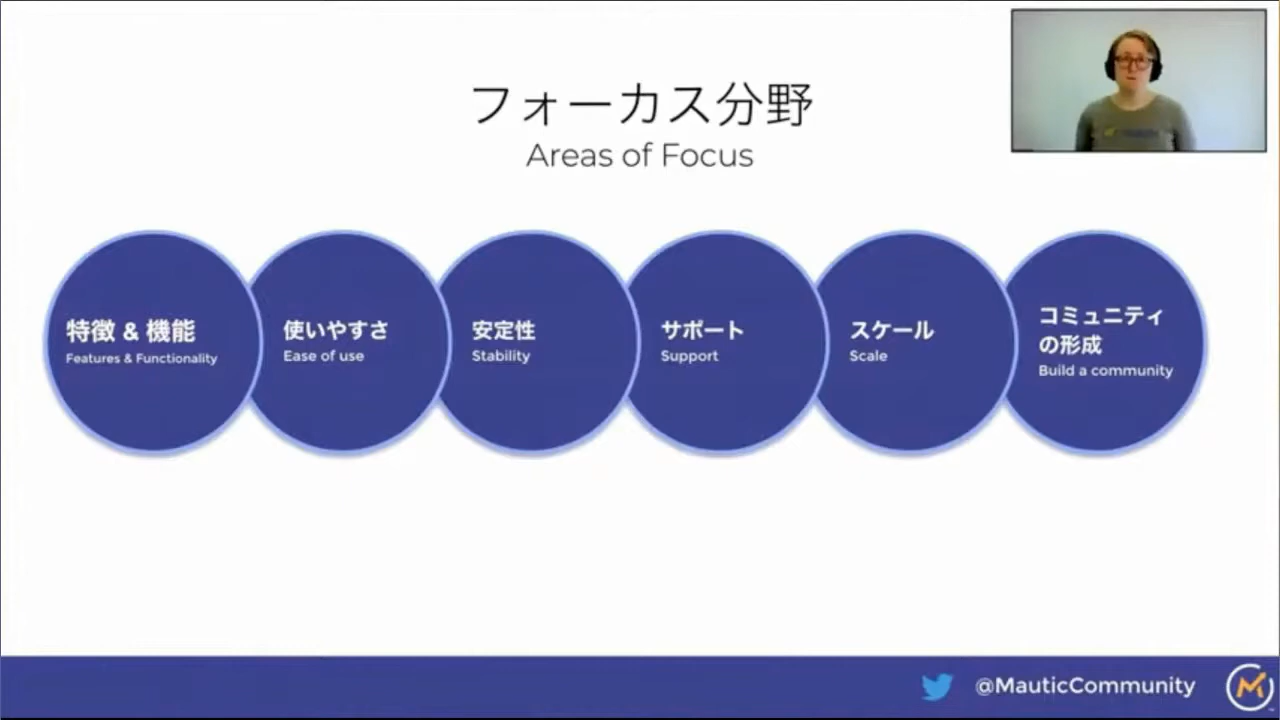 フォーカス分野
Areas of Focus
特徴 & 機能
Features & Functionality
使いやすさ
Ease of use
安定性
Stability
サポート
Support
スケール
Scale
コミュニティ
の形成
Build a community
@MauticCommunity